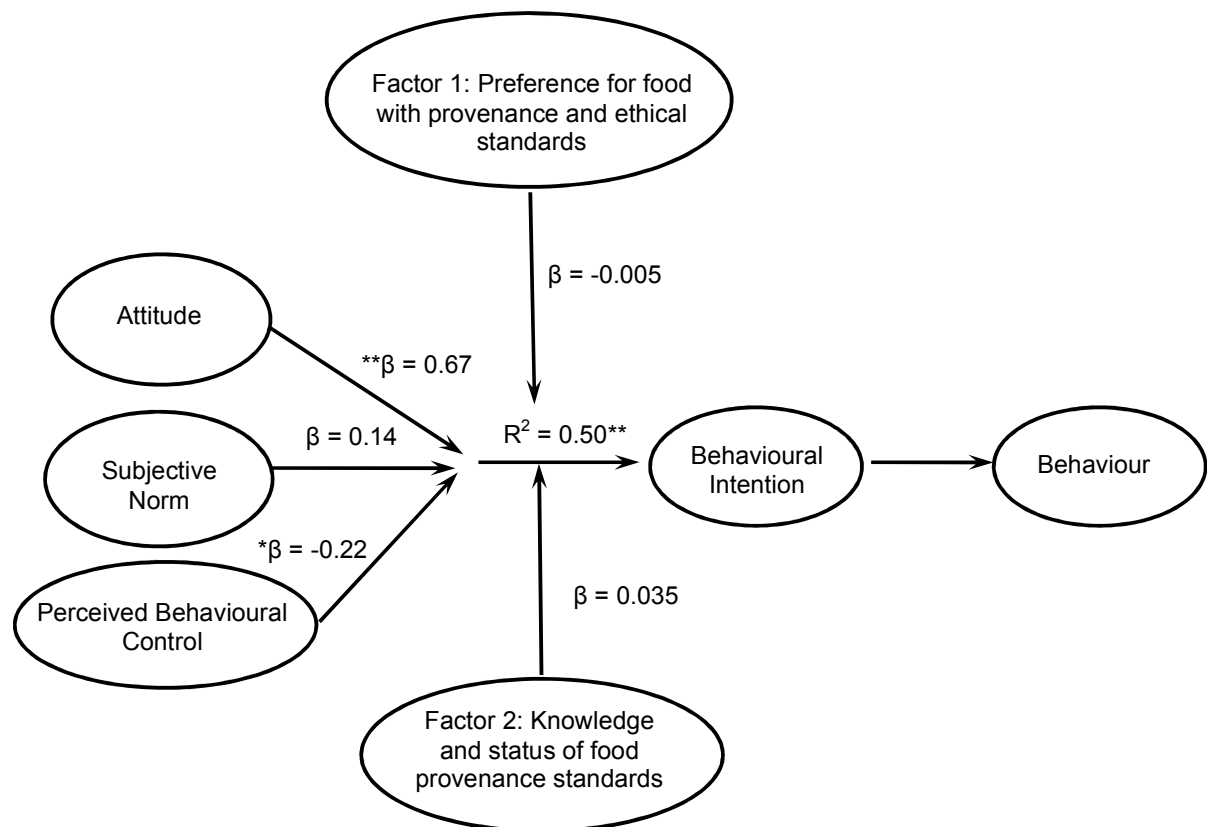 Factor 1: Preference for food
with provenance and ethical
standards
β = -0.005
Attitude
**β = 0.67
R² = 0.50**
β = 0.14
Subjective
Norm
Behavioural
Intention
Behaviour
*β = -0.22
Perceived Behavioural
Control
β = 0.035
Factor 2: Knowledge
and status of food
provenance standards